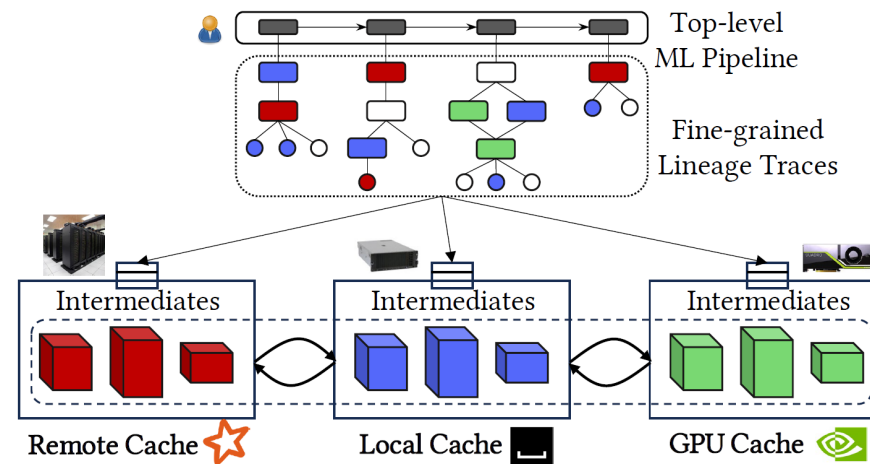 Top-level
ML Pipeline
Fine-grained
Lineage Traces
Intermediates
Intermediates
Intermediates
Remote Cache
Local Cache
GPU Cache